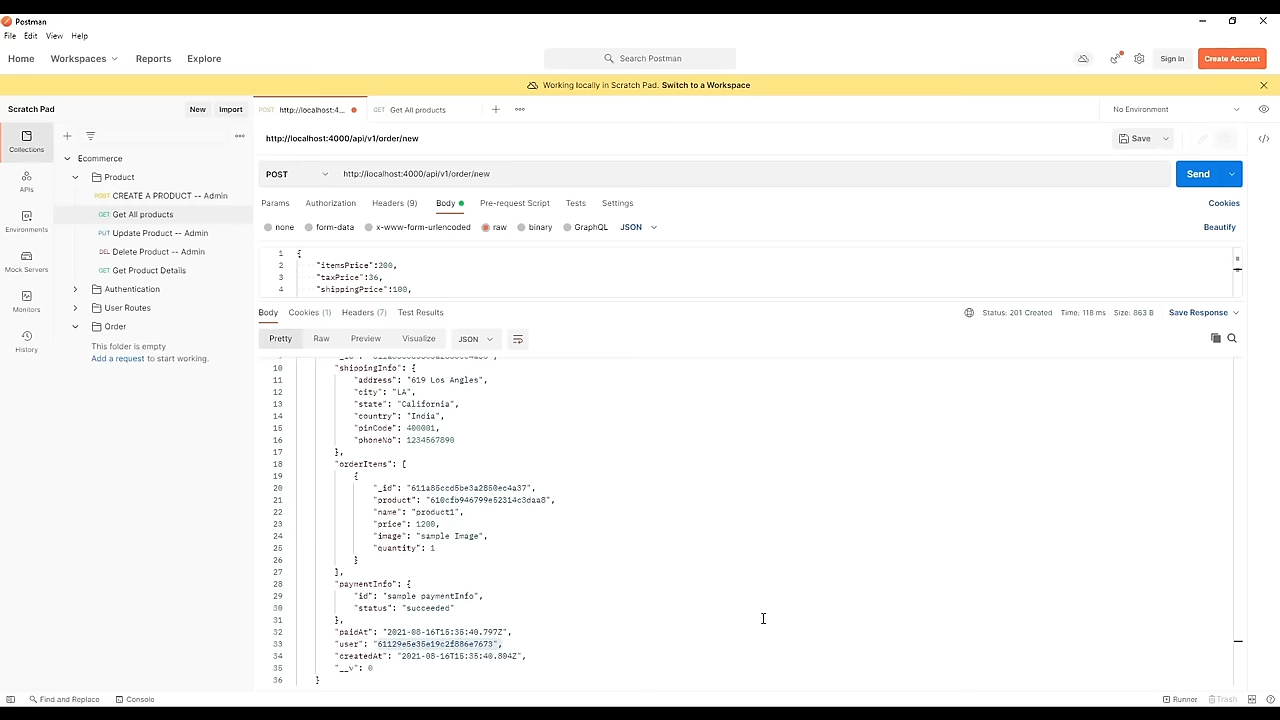 Postman
File Edit View Help
Home Workspaces Reports Explore Search Postman Sign In Create Account
Working locally in Scratch Pad. Switch to a Workspace
Scratch Pad New Import POST http://localhost:4... GET Get All products No Environment
http://localhost:4000/api/v1/order/new Save
Collections
APIs
Environments
Mock Servers
Monitors
History
Ecommerce
Product
POST CREATE A PRODUCT -- Admin
GET Get All products
PUT Update Product -- Admin
DEL Delete Product -- Admin
GET Get Product Details
Authentication
User Routes
Order
This folder is empty
Add a request to start working.
POST http://localhost:4000/api/v1/order/new Send
Params Authorization Headers (9) Body Pre-request Script Tests Settings Cookies
none form-data x-www-form-urlencoded raw binary GraphQL JSON Beautify
1 {
2 "itemsPrice":200,
3 "taxPrice":36,
4 "shippingPrice":100,
Body Cookies (1) Headers (7) Test Results Status: 201 Created Time: 118 ms Size: 863 B Save Response
Pretty Raw Preview Visualize JSON
10 "shippingInfo": {
11 "address": "619 Los Angles",
12 "city": "LA",
13 "state": "California",
14 "country": "India",
15 "pinCode": 400001,
16 "phoneNo": 1234567890
17 },
18 "orderItems": [
19 {
20 "_id": "611a85ccd5be3a2850ec4a37",
21 "product": "610cfb946799e52314c3daa8",
22 "name": "product1",
23 "price": 1200,
24 "image": "sample Image",
25 "quantity": 1
26 }
27 ],
28 "paymentInfo": {
29 "id": "sample paymentInfo",
30 "status": "succeeded"
31 },
32 "paidAt": "2021-08-16T15:35:40.797Z",
33 "user": "61129e5e35e19c2f886e7673",
34 "createdAt": "2021-08-16T15:35:40.804Z",
35 "__v": 0
36 }
Find and Replace Console Runner Trash